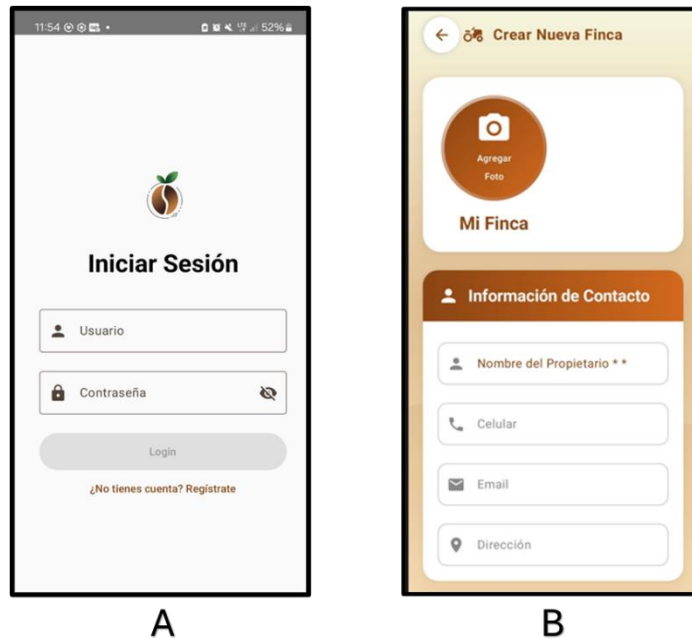 11:54
LTE 52%
Iniciar Sesión
Usuario
Contraseña
Login
¿No tienes cuenta? Regístrate
A
Crear Nueva Finca
Agregar
Foto
Mi Finca
Información de Contacto
Nombre del Propietario * *
Celular
Email
Dirección
B